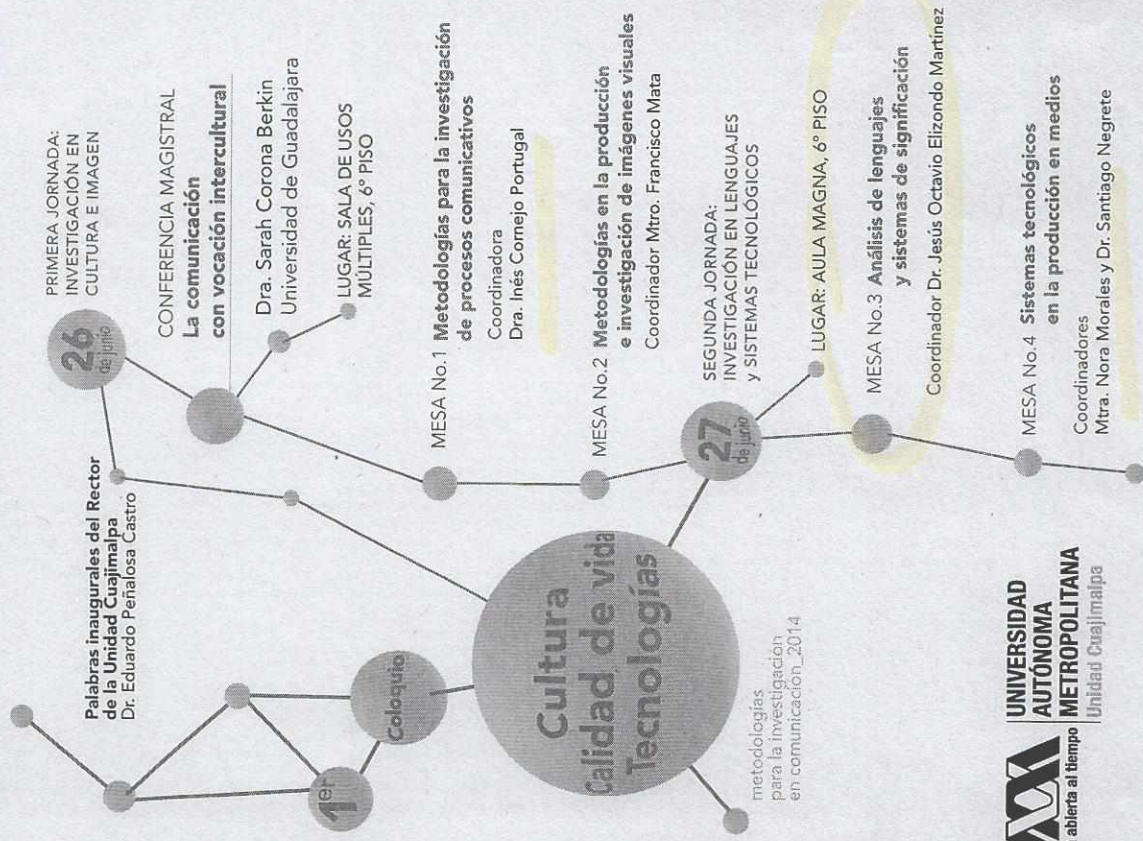 1er
Coloquio
Cultura
Calidad de vida
Tecnologías
metodologías
para la investigación
en comunicación_2014
Palabras inaugurales del Rector
de la Unidad Cuajimalpa
Dr. Eduardo Peñalosa Castro
26
de junio
PRIMERA JORNADA:
INVESTIGACIÓN EN
CULTURA E IMAGEN
CONFERENCIA MAGISTRAL
La comunicación
con vocación intercultural
Dra. Sarah Corona Berkin
Universidad de Guadalajara
LUGAR: SALA DE USOS
MÚLTIPLES, 6º PISO
MESA No.1 Metodologías para la investigación
de procesos comunicativos
Coordinadora
Dra. Inés Cornejo Portugal
MESA No.2 Metodologías en la producción
e investigación de imágenes visuales
Coordinador Mtro. Francisco Mata
27
de junio
SEGUNDA JORNADA:
INVESTIGACIÓN EN LENGUAJES
y SISTEMAS TECNOLÓGICOS
LUGAR: AULA MAGNA, 6º PISO
MESA No.3 Análisis de lenguajes
y sistemas de significación
Coordinador Dr. Jesús Octavio Elizondo Martínez
MESA No.4 Sistemas tecnológicos
en la producción en medios
Coordinadores
Mtra. Nora Morales y Dr. Santiago Negrete
abierta al tiempo
UNIVERSIDAD
AUTÓNOMA
METROPOLITANA
Unidad Cuajimalpa